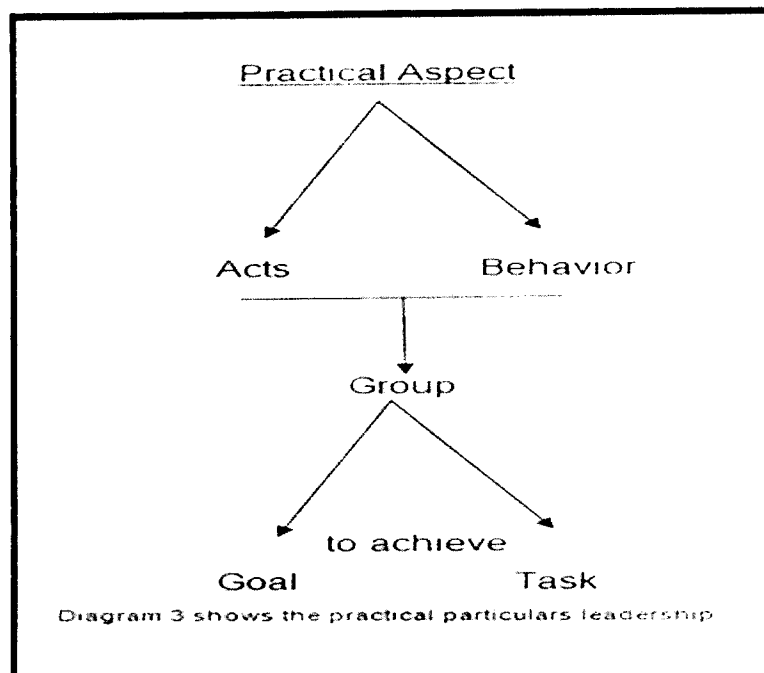 Practical Aspect
Acts Behavior
Group
to achieve
Goal Task
Diagram 3 shows the practical particulars leadership